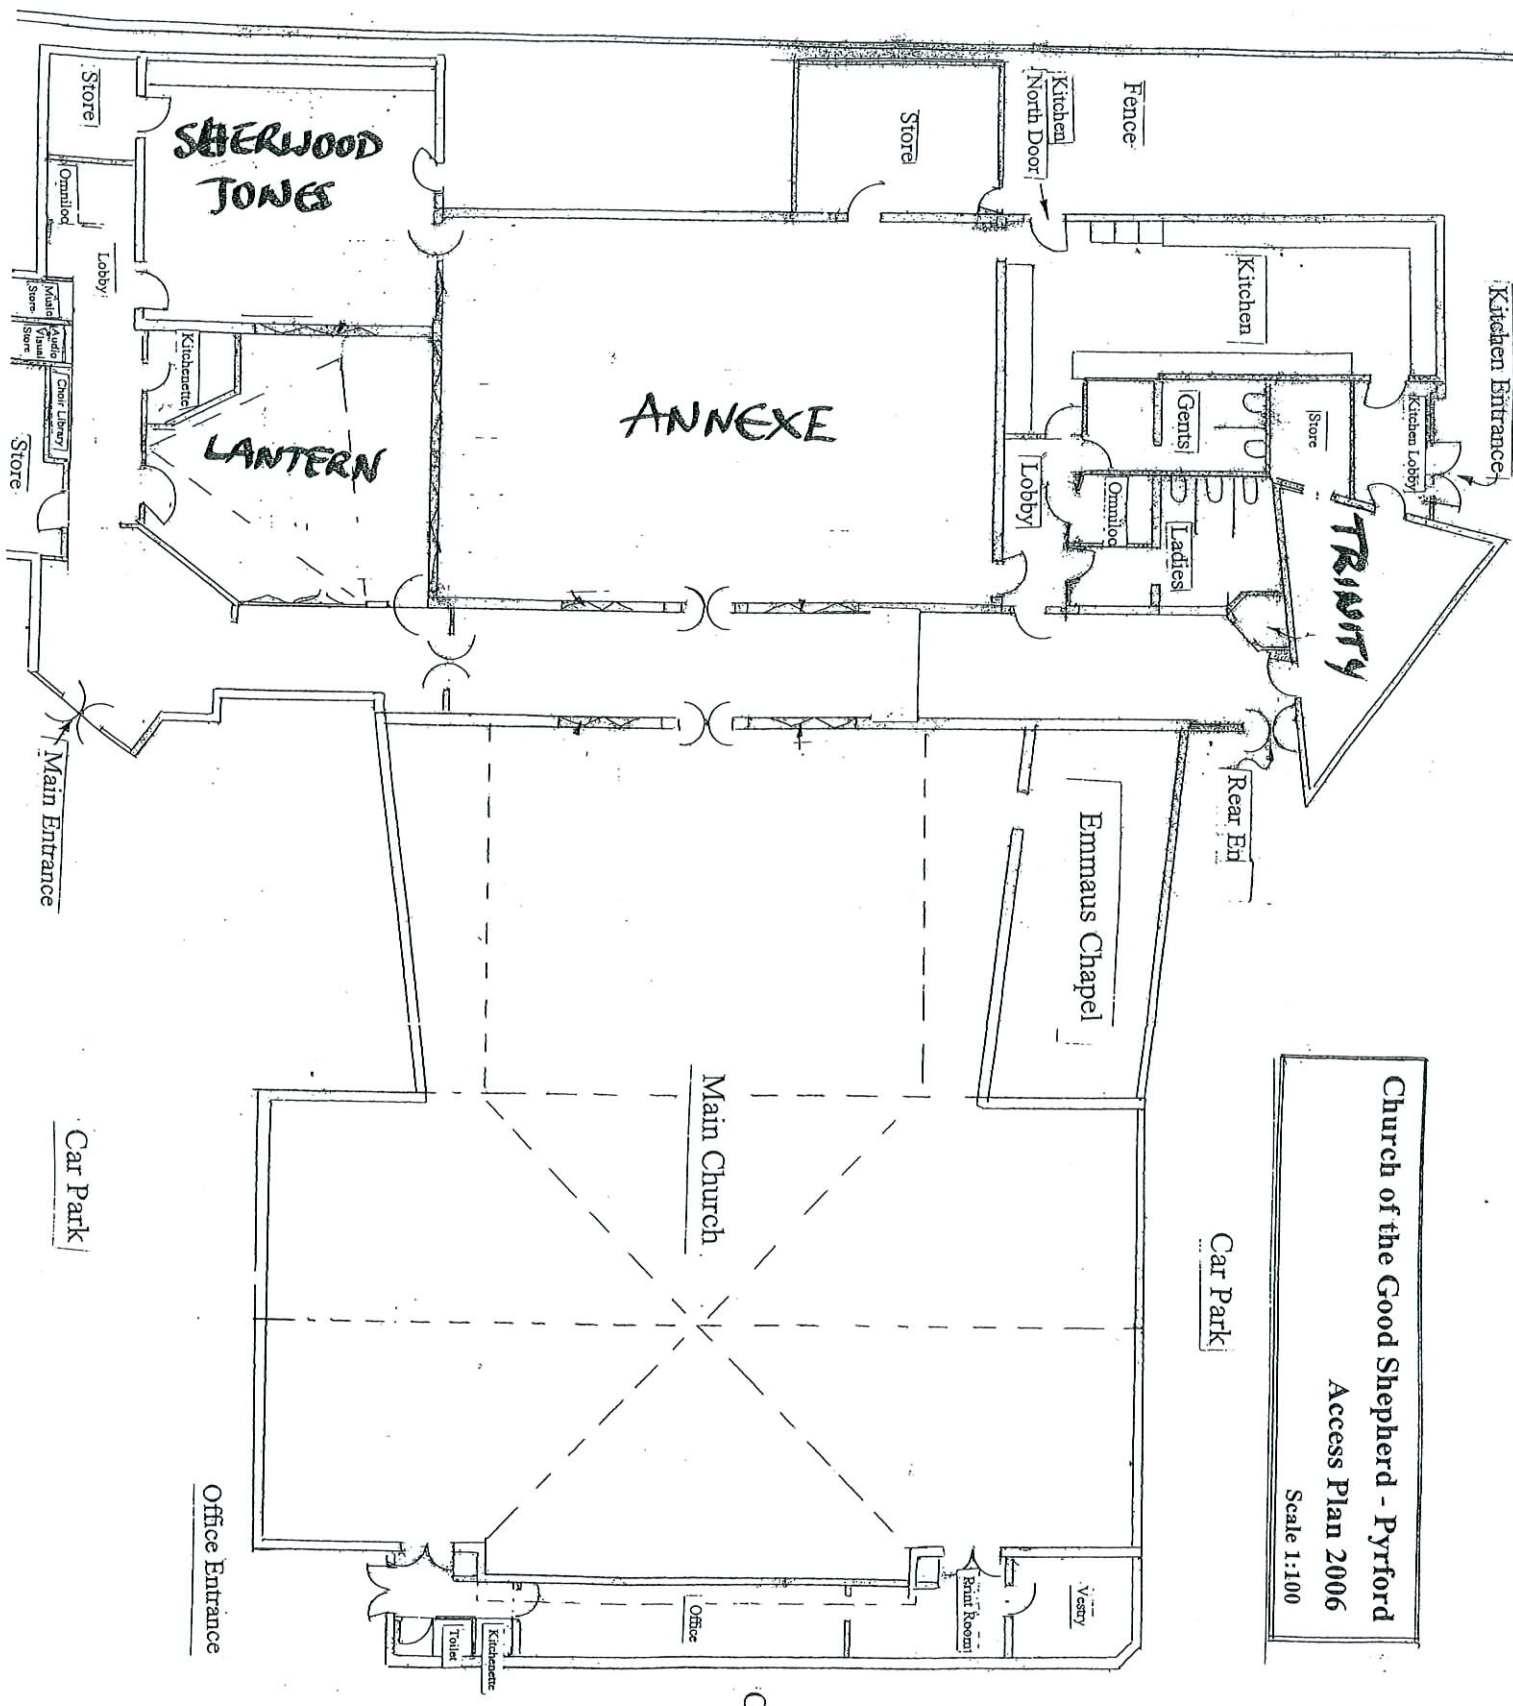 Church of the Good Shepherd - Pyrford
Access Plan 2006
Scale 1:100
Fence
Store
Kitchen
North Door
Store
SHERWOOD
JONES
Omniloo
Lobby
Music
Store
Audio
Visual
Store
Choir Library
Store
Kitchenette
LANTERN
ANNEXE
Kitchen
Kitchen Entrance
Kitchen Lobby
Store
Gents
Lobby
Omniloo
Ladies
TRINITY
Main Entrance
Rear En
Emmaus Chapel
Main Church
Car Park
Car Park
Office Entrance
Office
Print Room
Vestry
Toilet
Kitchenette
C